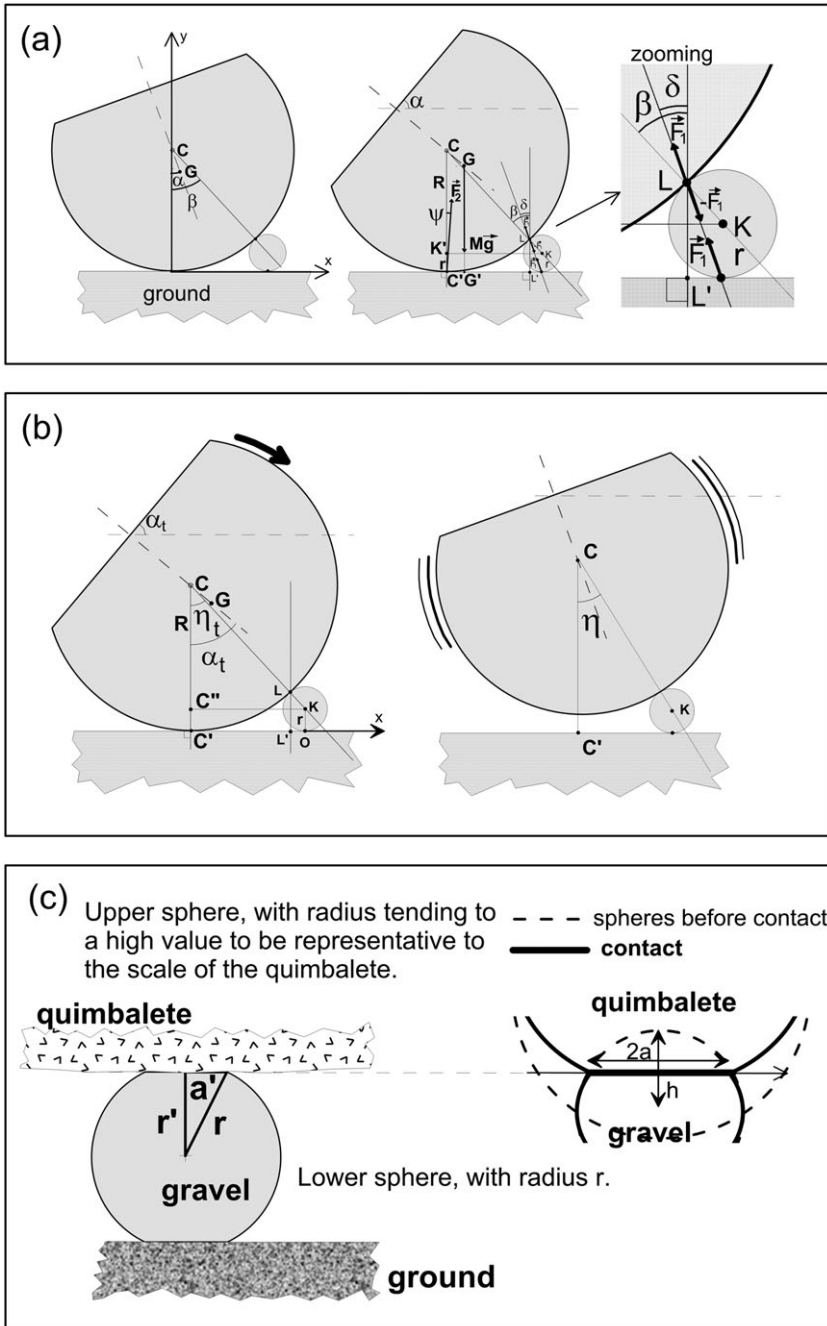 (a)
y
C
G
α
β
x
ground
α
C
G
R
F₂
ψ
β
δ
Mg
K'
r
C'
G'
L
K
r
L'
zooming
β
δ
F₁
L
-F₁
K
F₁
r
L'
(b)
αₜ
C
G
R
ηₜ
αₜ
C"
L
K
r
C'
L'
O
x
C
η
K
C'
(c)
Upper sphere, with radius tending to
a high value to be representative to
the scale of the quimbalete.
spheres before contact
contact
quimbalete
quimbalete
2a
h
gravel
a'
r'
r
gravel
Lower sphere, with radius r.
ground